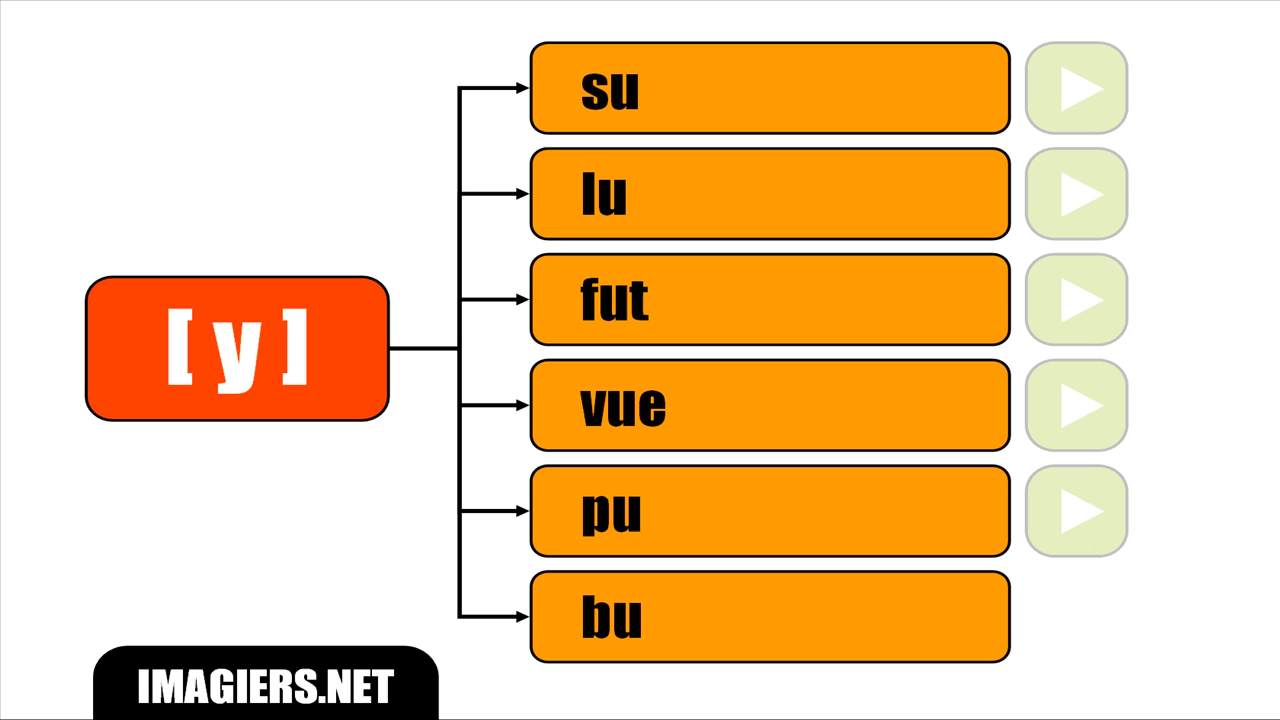 su
lu
fut
[ y ]
vue
pu
bu
IMAGIERS.NET